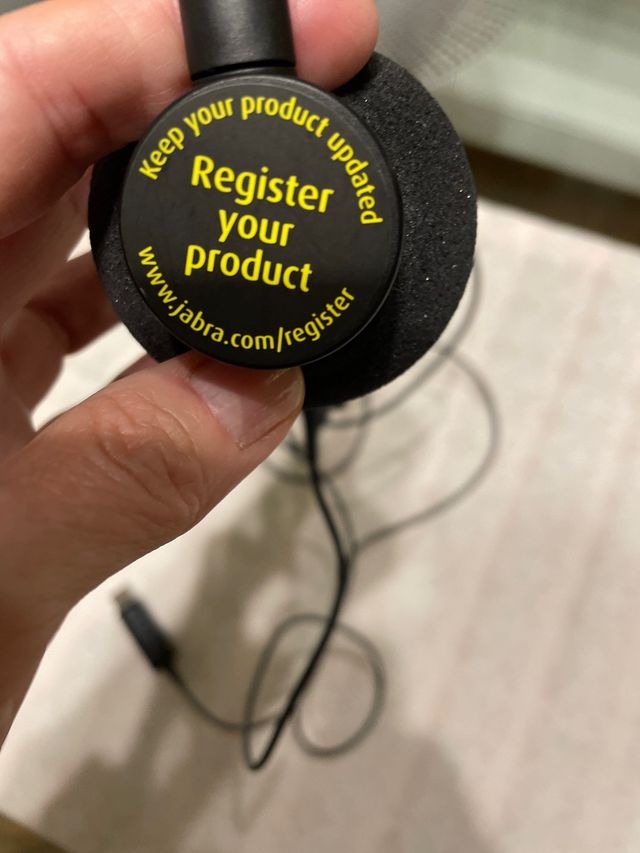 Keep your product updated
Register
your
product
www.jabra.com/register